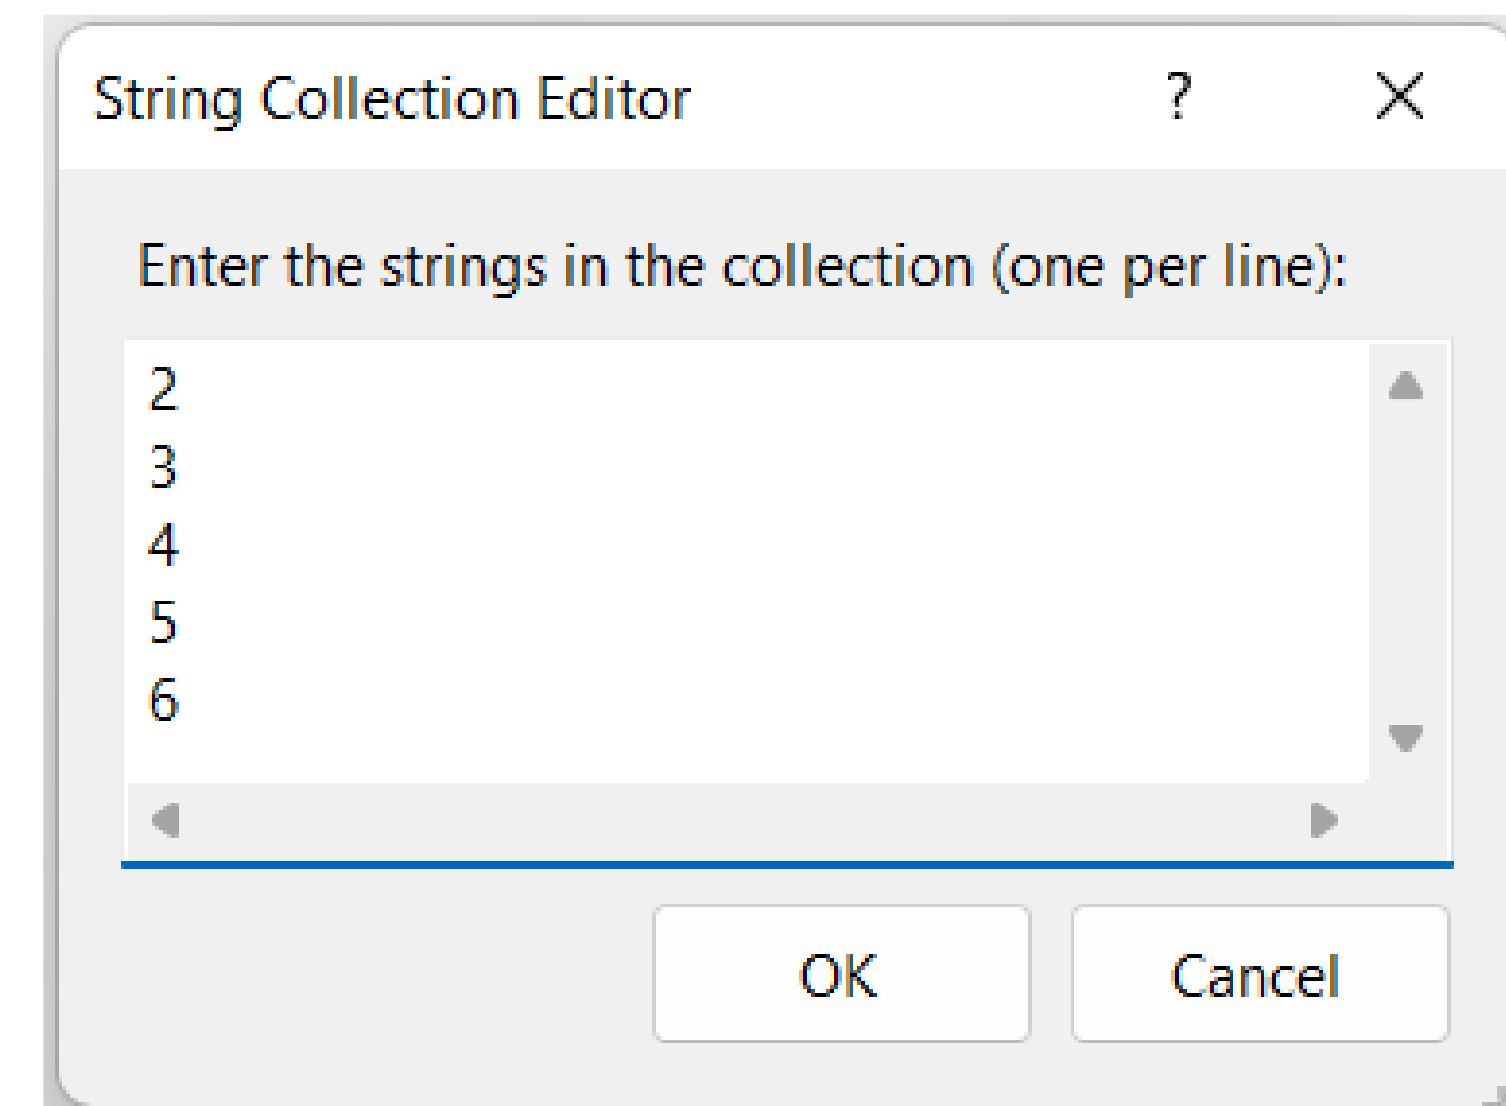 String Collection Editor ?
Enter the strings in the collection (one per line):
2
3
4
5
6
OK Cancel